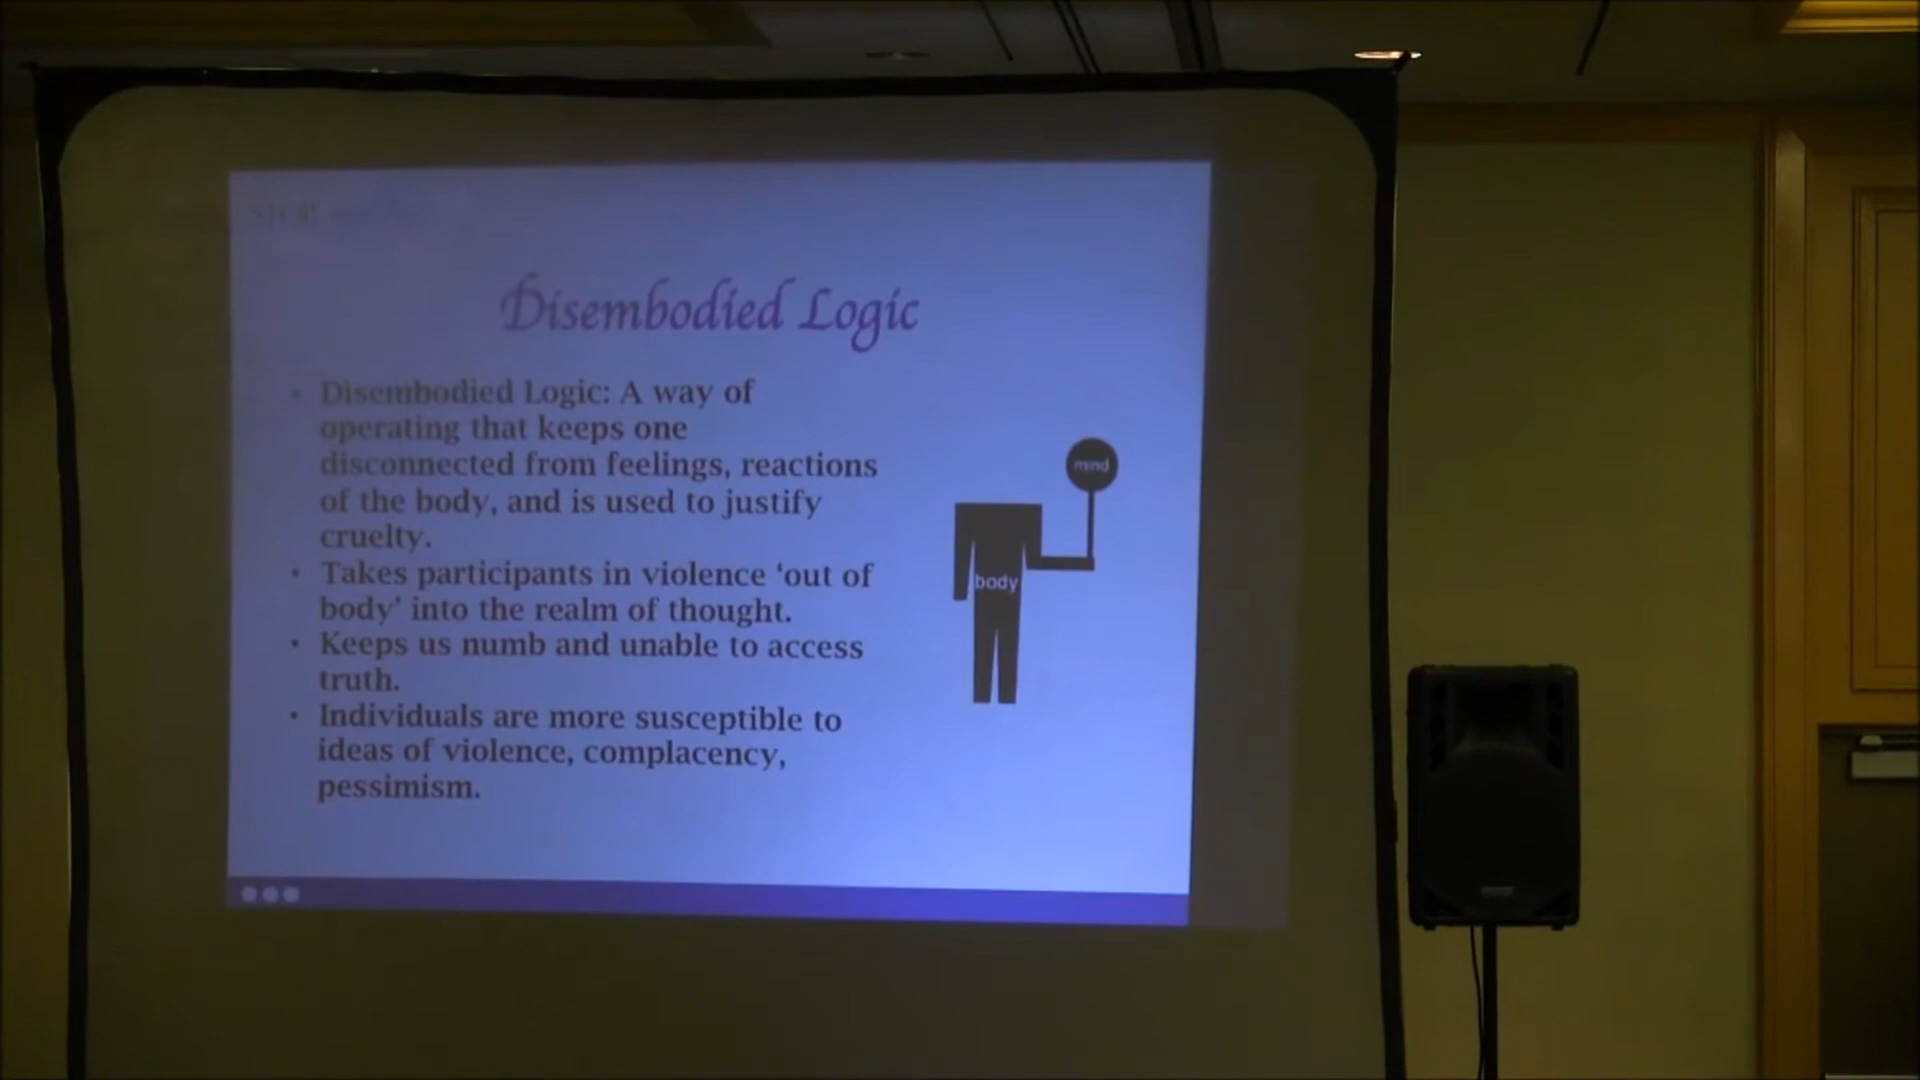 Disembodied Logic
• Disembodied Logic: A way of
operating that keeps one
disconnected from feelings, reactions
of the body, and is used to justify
cruelty.
• Takes participants in violence ‘out of
body’ into the realm of thought.
• Keeps us numb and unable to access
truth.
• Individuals are more susceptible to
ideas of violence, complacency,
pessimism.
mind
body